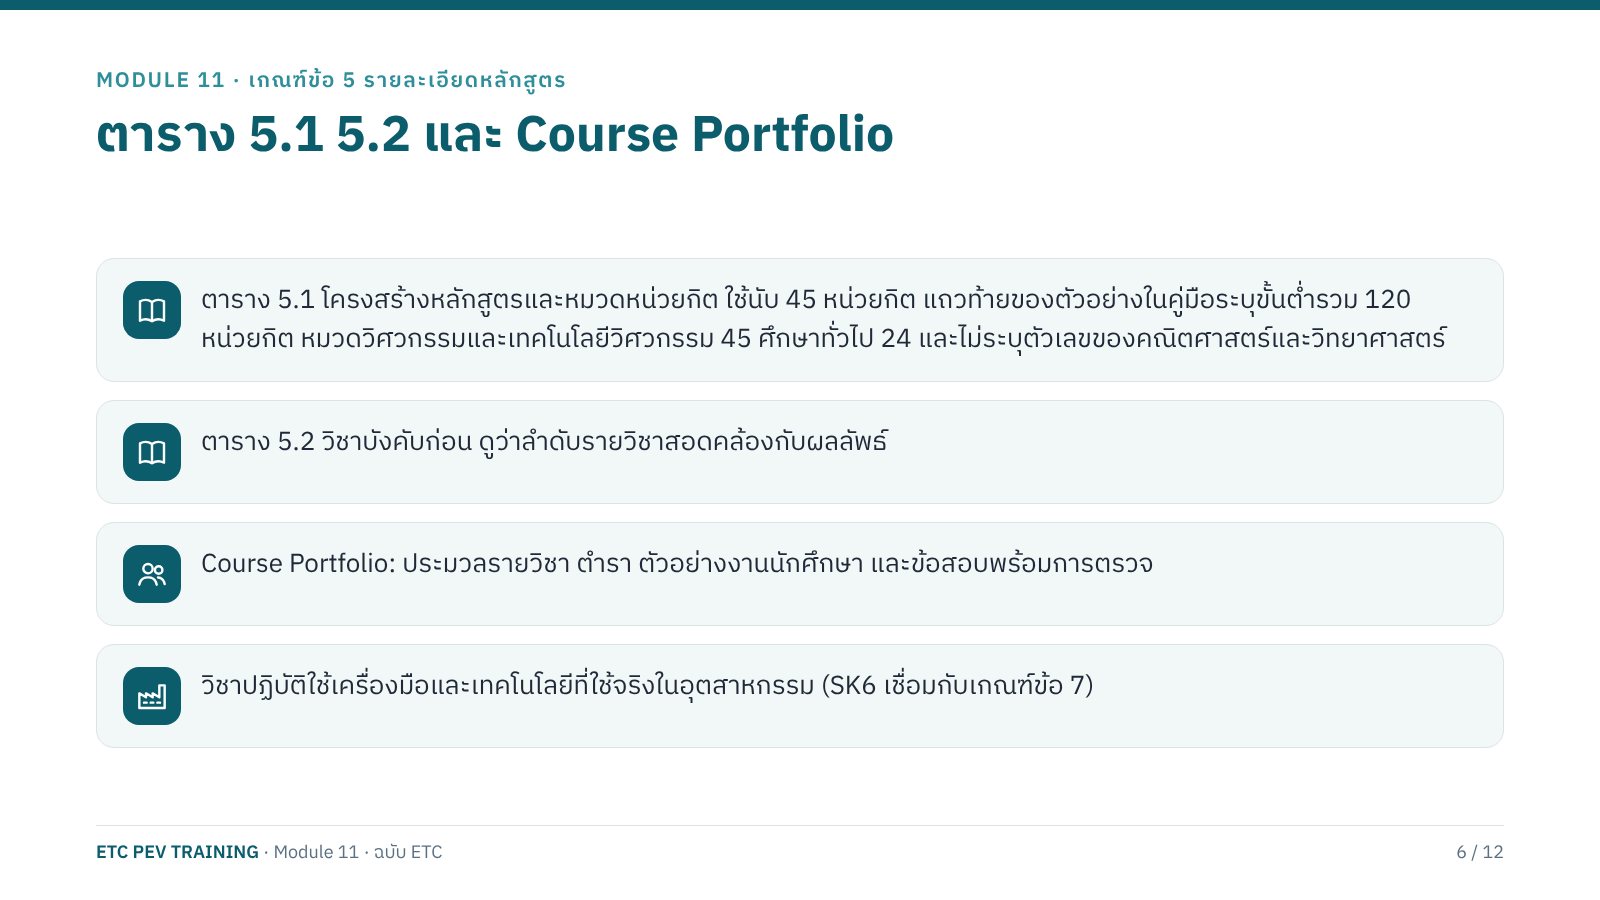 MODULE 11 · เกณฑ์ข้อ 5 รายละเอียดหลักสูตร
ตาราง 5.1 5.2 และ Course Portfolio
ตาราง 5.1 โครงสร้างหลักสูตรและหมวดหน่วยกิต ใช้นับ 45 หน่วยกิต แถวท้ายของตัวอย่างในคู่มือระบุขั้นต่ำรวม 120
หน่วยกิต หมวดวิศวกรรมและเทคโนโลยีวิศวกรรม 45 ศึกษาทั่วไป 24 และไม่ระบุตัวเลขของคณิตศาสตร์และวิทยาศาสตร์
ตาราง 5.2 วิชาบังคับก่อน ดูว่าลำดับรายวิชาสอดคล้องกับผลลัพธ์
Course Portfolio: ประมวลรายวิชา ตำรา ตัวอย่างงานนักศึกษา และข้อสอบพร้อมการตรวจ
วิชาปฏิบัติใช้เครื่องมือและเทคโนโลยีที่ใช้จริงในอุตสาหกรรม (SK6 เชื่อมกับเกณฑ์ข้อ 7)
ETC PEV TRAINING · Module 11 · ฉบับ ETC
6 / 12